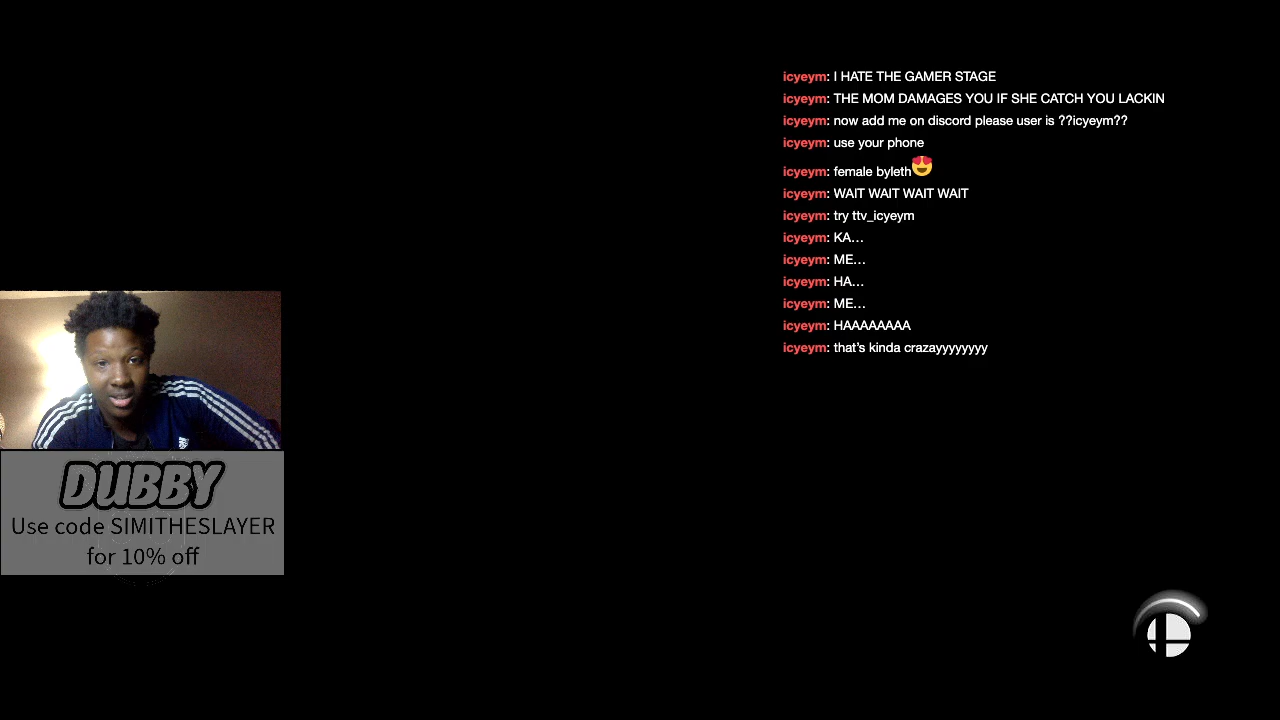 icyeym: I HATE THE GAMER STAGE
icyeym: THE MOM DAMAGES YOU IF SHE CATCH YOU LACKIN
icyeym: now add me on discord please user is ??icyeym??
icyeym: use your phone
icyeym: female byleth😍
icyeym: WAIT WAIT WAIT WAIT
icyeym: try ttv_icyeym
icyeym: KA...
icyeym: ME...
icyeym: HA...
icyeym: ME...
icyeym: HAAAAAAAA
icyeym: that's kinda crazayyyyyyyy
DUBBY
Use code SIMITHESLAYER
for 10% off